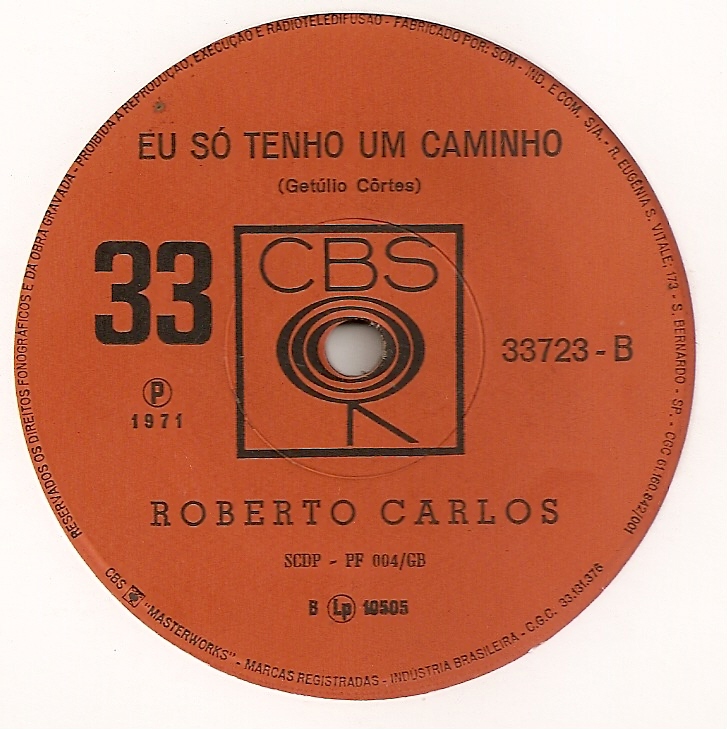 RESERVADOS OS DIREITOS FONOGRÁFICOS E DA OBRA GRAVADA - PROIBIDA A REPRODUÇÃO, EXECUÇÃO E RADIOTELEDIFUSÃO - FABRICADO POR: SOM - IND. E COM. S/A. - R. EUGÊNIA S. VITALE, 173 - S. BERNARDO - SP. - CGC 61.160.842/001
EU SÓ TENHO UM CAMINHO
(Getúlio Côrtes)
33
CBS
33723 - B
P
1971
ROBERTO CARLOS
SCDP - PF 004/GB
B Lp 10505
CBS "MASTERWORKS" - MARCAS REGISTRADAS - INDÚSTRIA BRASILEIRA - C.G.C. 33.131.376